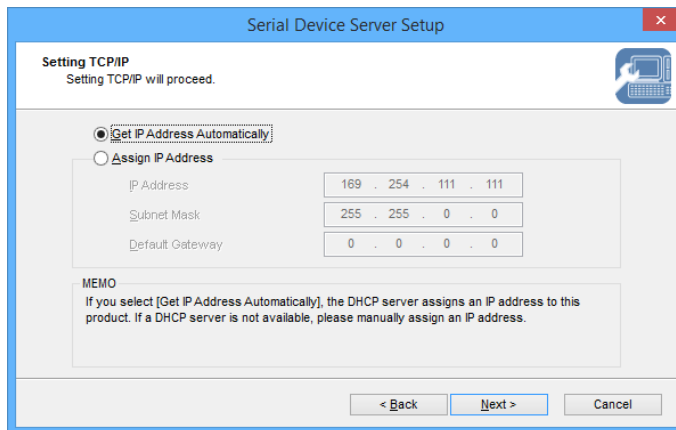 Serial Device Server Setup
Setting TCP/IP
Setting TCP/IP will proceed.
Get IP Address Automatically
Assign IP Address
IP Address 169 . 254 . 111 . 111
Subnet Mask 255 . 255 . 0 . 0
Default Gateway 0 . 0 . 0 . 0
MEMO
If you select [Get IP Address Automatically], the DHCP server assigns an IP address to this
product. If a DHCP server is not available, please manually assign an IP address.
< Back Next > Cancel